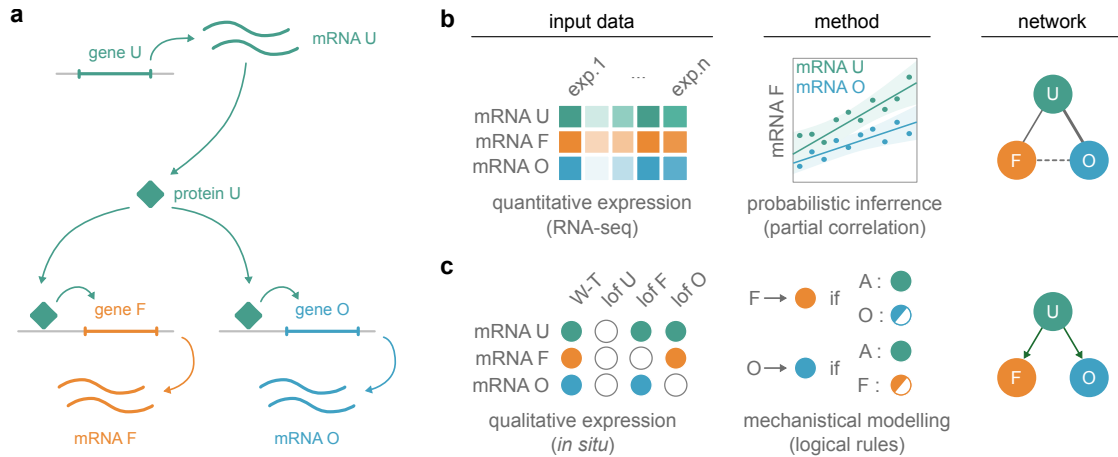 a
gene U
mRNA U
protein U
gene F
gene O
mRNA F
mRNA O
b
input data
method
network
exp.1
...
exp.n
mRNA U
mRNA F
mRNA O
quantitative expression
(RNA-seq)
mRNA F
mRNA U
mRNA O
probabilistic inferrence
(partial correlation)
U
F
O
c
W-T
lof U
lof F
lof O
mRNA U
mRNA F
mRNA O
qualitative expression
(in situ)
F if
A :
O :
O if
A :
F :
mechanistical modelling
(logical rules)
U
F
O